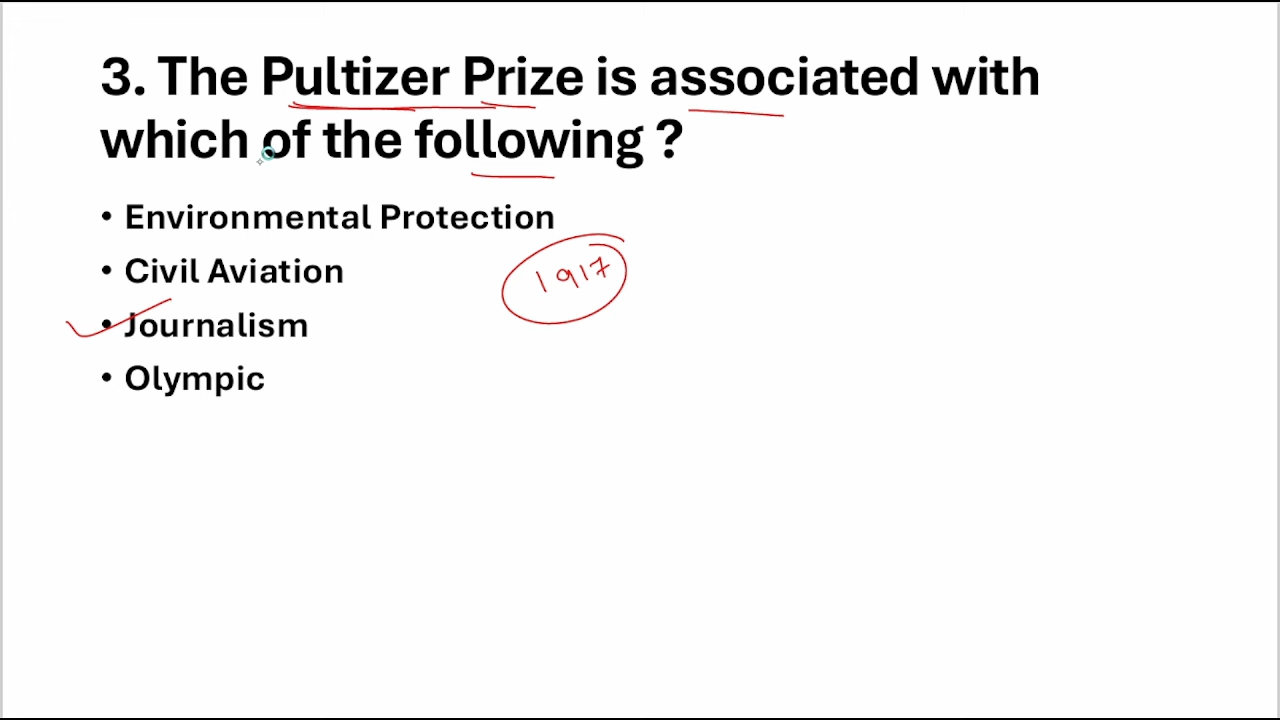 3. The Pultizer Prize is associated with
which of the following ?
• Environmental Protection
• Civil Aviation
1917
• Journalism
• Olympic